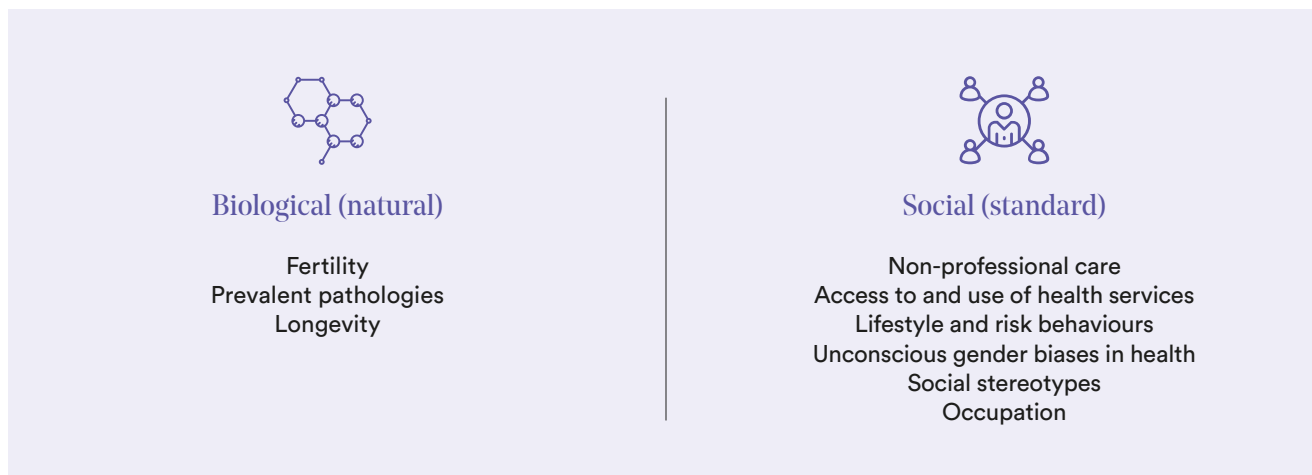 Biological (natural)
Fertility
Prevalent pathologies
Longevity
Social (standard)
Non-professional care
Access to and use of health services
Lifestyle and risk behaviours
Unconscious gender biases in health
Social stereotypes
Occupation